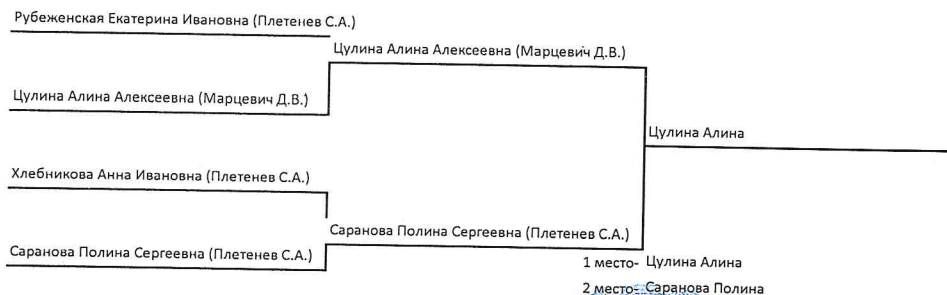 Рубеженская Екатерина Ивановна (Плетенев С.А.)
Цулина Алина Алексеевна (Марцевич Д.В.)
Цулина Алина Алексеевна (Марцевич Д.В.)
Цулина Алина
Хлебникова Анна Ивановна (Плетенев С.А.)
Саранова Полина Сергеевна (Плетенев С.А.)
Саранова Полина Сергеевна (Плетенев С.А.)
1 место- Цулина Алина
2 место- Саранова Полина